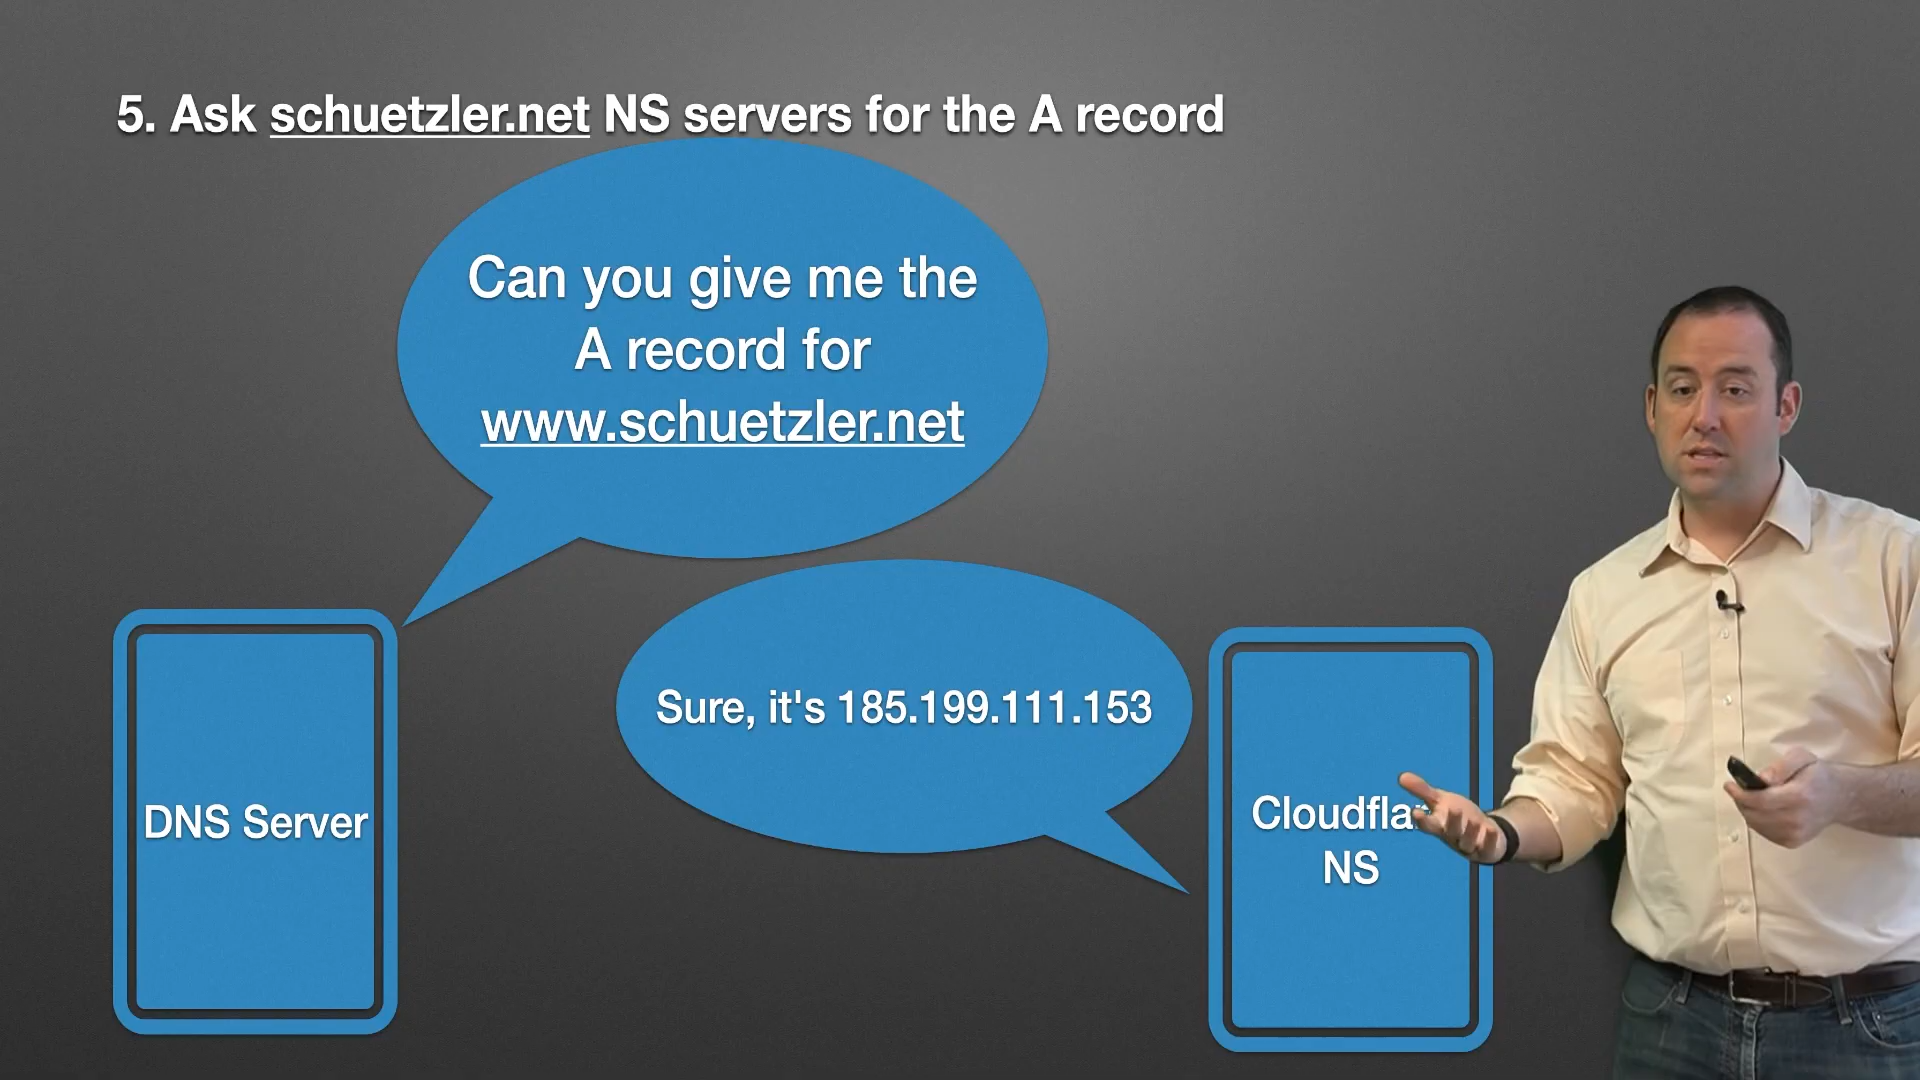 5. Ask schuetzler.net NS servers for the A record
Can you give me the
A record for
www.schuetzler.net
Sure, it's 185.199.111.153
DNS Server
NS